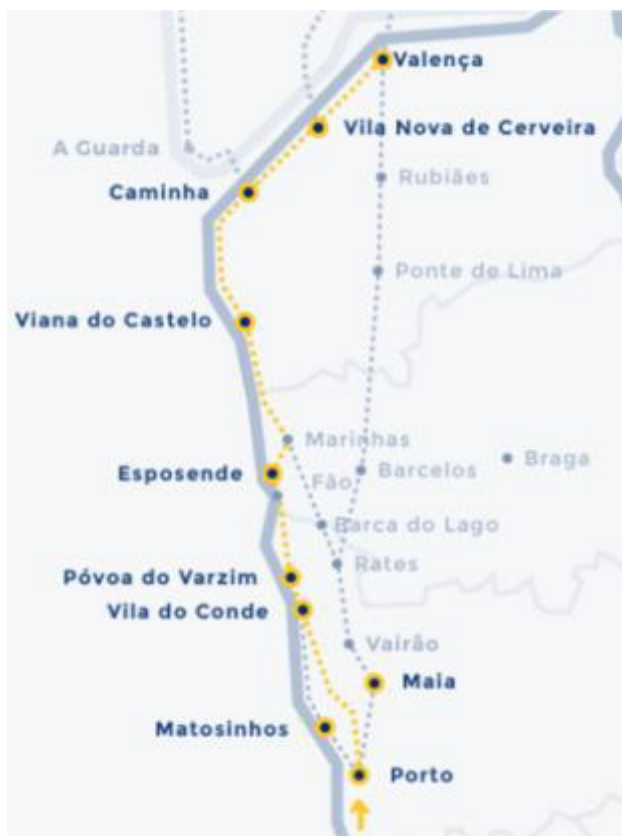 Valença
Vila Nova de Cerveira
A Guarda
Rubiães
Caminha
Ponte de Lima
Viana do Castelo
Marinhas
Braga
Barcelos
Esposende
Fão
Barca do Lago
Rates
Póvoa do Varzim
Vila do Conde
Vairão
Maia
Matosinhos
Porto